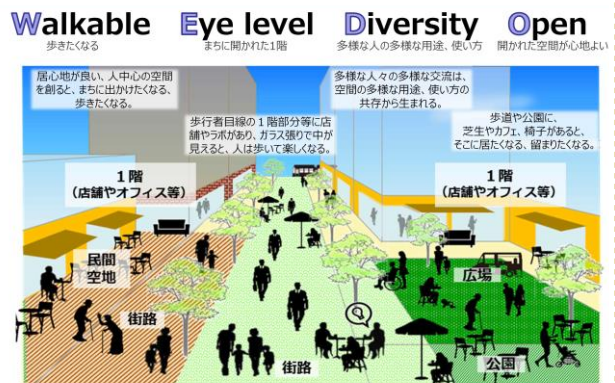 Walkable
歩きたくなる
Eye level
まちに開かれた1階
Diversity
多様な人の多様な用途、使い方
Open
開かれた空間が心地よい
居心地が良い、人中心の空間
を創ると、まちに出かけたくなる、
歩きたくなる。
歩行者目線の1階部分等に店
舗やラボがあり、ガラス張りで中が
見えると、人は歩いて楽しくなる。
多様な人々の多様な交流は、
空間の多様な用途、使い方の
共存から生まれる。
歩道や公園に、
芝生やカフェ、椅子があると、
そこに居たくなる、留まりたくなる。
1階
(店舗やオフィス等)
1階
(店舗やオフィス等)
民間
空地
街路
街路
広場
公園